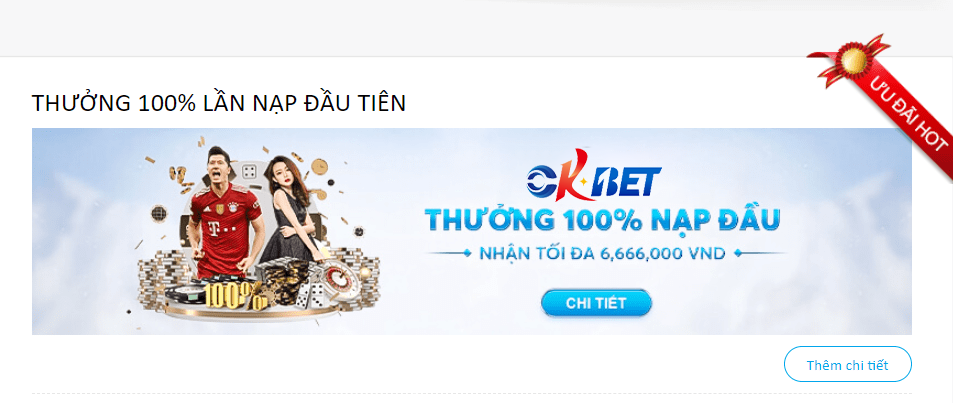 ƯU ĐÃI HOT
THƯỞNG 100% LẦN NẠP ĐẦU TIÊN
OKBET
THƯỞNG 100% NẠP ĐẦU
NHẬN TỐI ĐA 6,666,000 VND
T
100%
CHI TIẾT
Thêm chi tiết